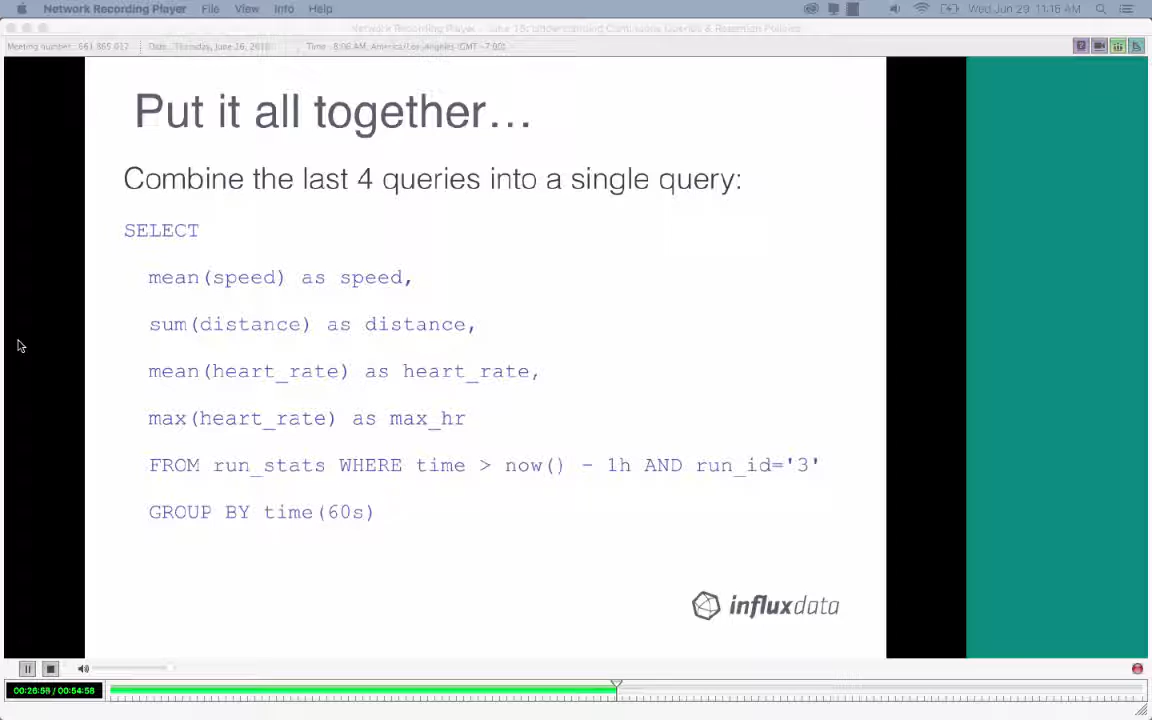 Network Recording Player File View Info Help Wed Jun 29 11:16 AM
Time
Put it all together...
Combine the last 4 queries into a single query:
SELECT
mean(speed) as speed,
sum(distance) as distance,
mean(heart_rate) as heart_rate,
max(heart_rate) as max_hr
FROM run_stats WHERE time > now() - 1h AND run_id='3'
GROUP BY time(60s)
influxdata
00:26:58 / 00:54:58